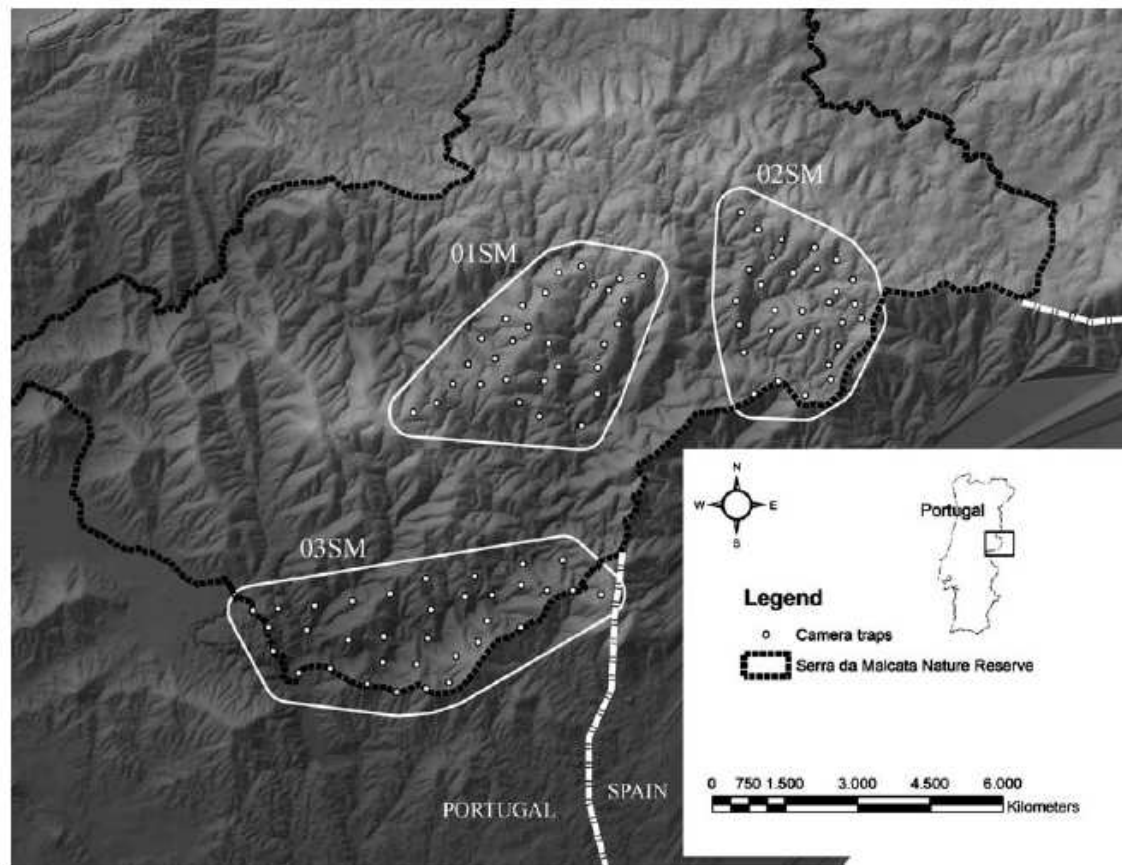 02SM
01SM
03SM
N
W E
S
Portugal
Legend
Camera traps
Serra da Malcata Nature Reserve
0 750 1.500 3.000 4.500 6.000
Kilometers
SPAIN
PORTUGAL